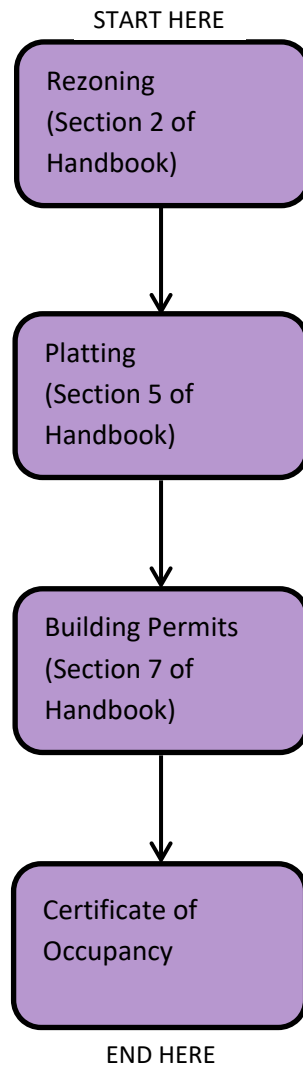 START HERE
Rezoning
(Section 2 of
Handbook)
Platting
(Section 5 of
Handbook)
Building Permits
(Section 7 of
Handbook)
Certificate of
Occupancy
END HERE